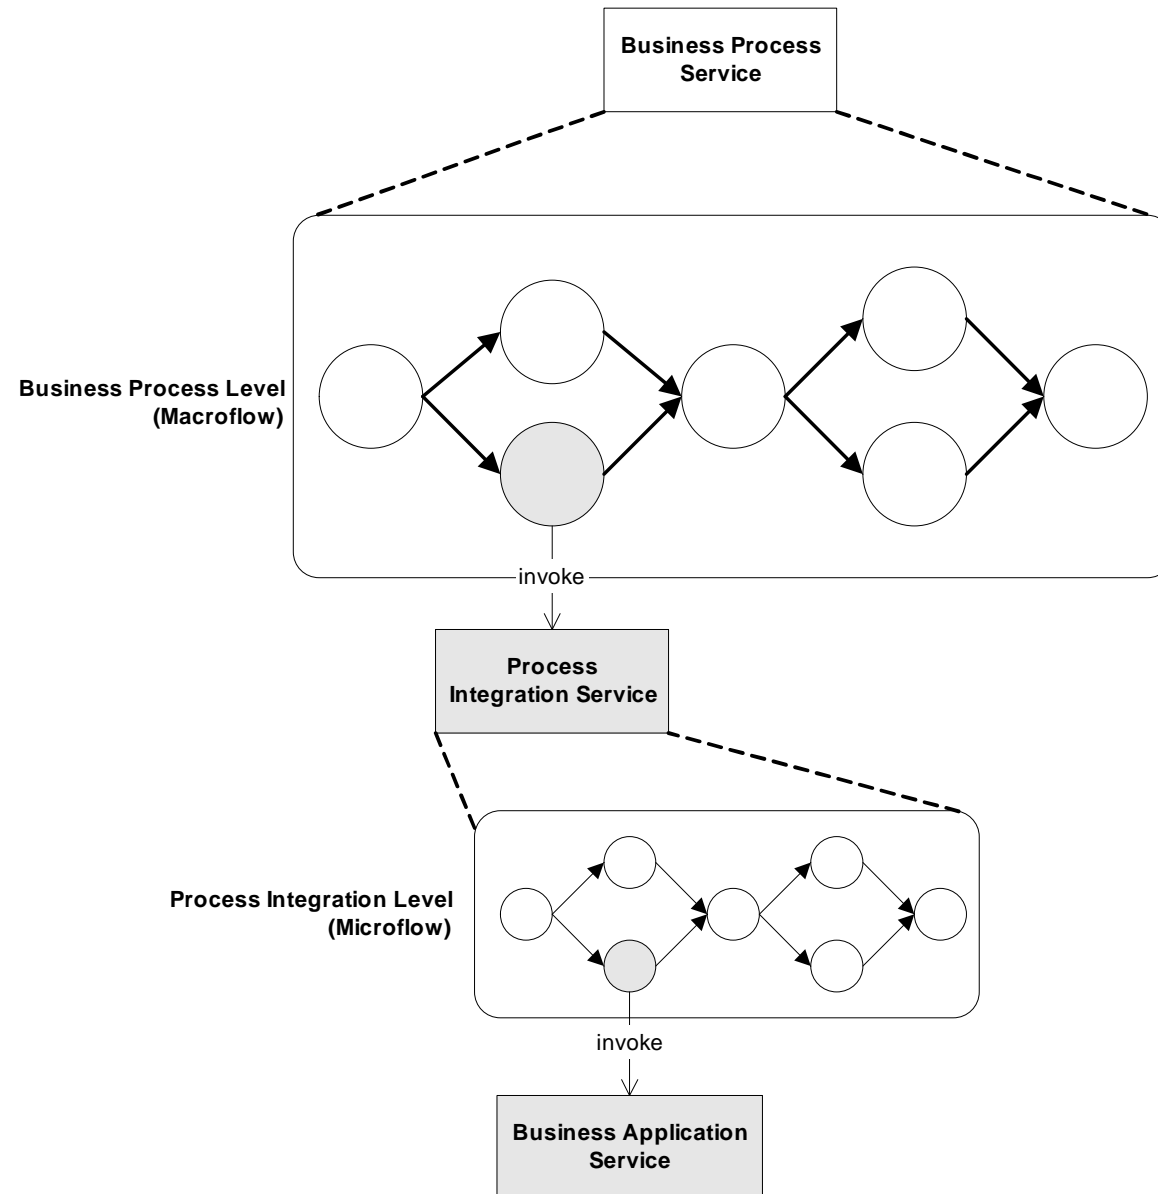 Business Process
Service
Business Process Level
(Macroflow)
invoke
Process
Integration Service
Process Integration Level
(Microflow)
invoke
Business Application
Service